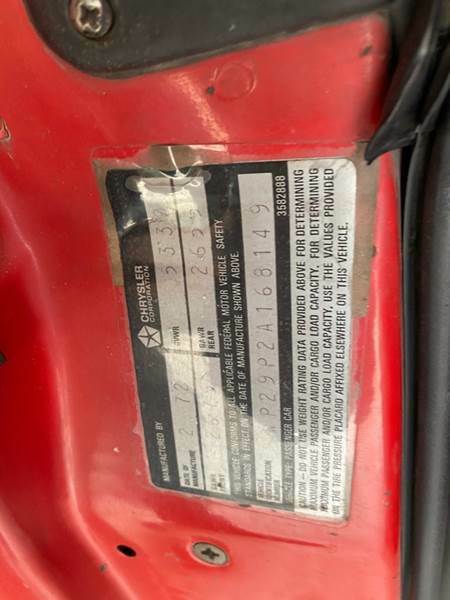 MANUFACTURED BY CHRYSLER CORPORATION
DATE OF MANUFACTURE 2 72 GVWR
GAWR REAR
THIS VEHICLE CONFORMS TO ALL APPLICABLE FEDERAL MOTOR VEHICLE SAFETY
STANDARDS IN EFFECT ON THE DATE OF MANUFACTURE SHOWN ABOVE.
VEHICLE IDENTIFICATION NUMBER P29P2A168149
VEHICLE TYPE: PASSENGER CAR 3582888
CAUTION – DO NOT USE WEIGHT RATING DATA PROVIDED ABOVE FOR DETERMINING
MAXIMUM VEHICLE PASSENGER AND/OR CARGO LOAD CAPACITY. FOR DETERMINING
MAXIMUM PASSENGER AND/OR CARGO LOAD CAPACITY, USE THE VALUES PROVIDED
ON THE TIRE PRESSURE PLACARD AFFIXED ELSEWHERE ON THIS VEHICLE.